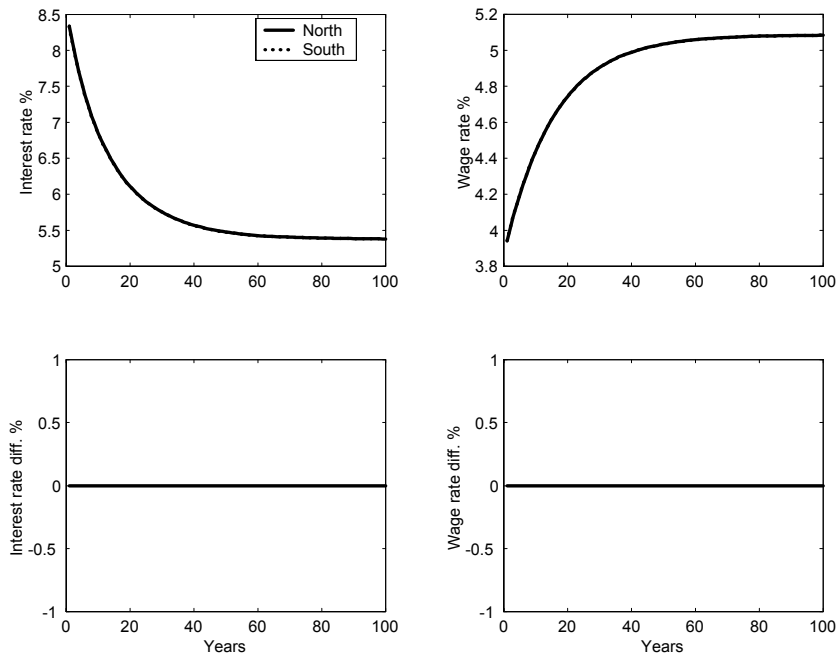 8.5
8
7.5
7
6.5
6
5.5
5
Interest rate %
North
South
0 20 40 60 80 100
5.2
5
4.8
4.6
4.4
4.2
4
3.8
Wage rate %
0 20 40 60 80 100
1
0.5
0
-0.5
-1
Interest rate diff. %
0 20 40 60 80 100
Years
1
0.5
0
-0.5
-1
Wage rate diff. %
0 20 40 60 80 100
Years